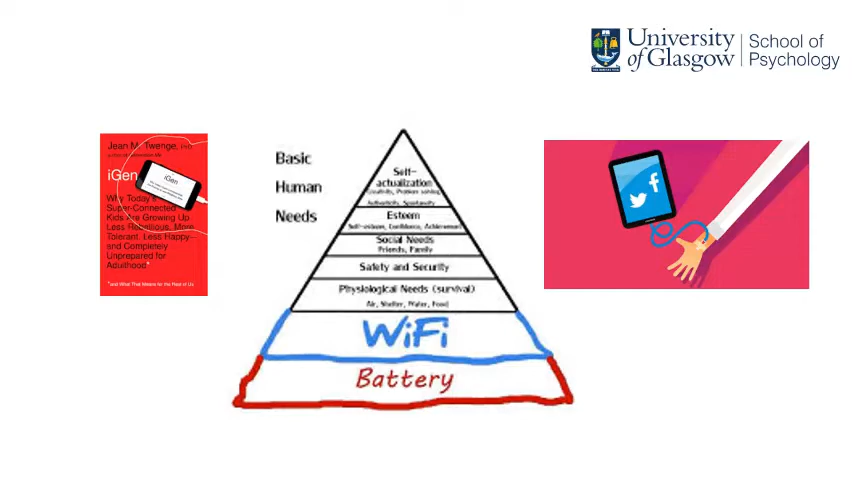 University
of Glasgow
School of
Psychology
Jean M. Twenge, PhD
iGen
iGen
Why Today's
Super-Connected
Kids Are Growing Up
Less Rebellious, More
Tolerant, Less Happy--
and Completely
Unprepared for
Adulthood*
*and What That Means for the Rest of Us
Basic
Human
Needs
Self-
actualization
Creativity, Problem solving,
Authenticity, Spontaneity
Esteem
Self-esteem, Confidence, Achievement
Social Needs
Friends, Family
Safety and Security
Physiological Needs (survival)
Air, Shelter, Water, Food
WiFi
Battery